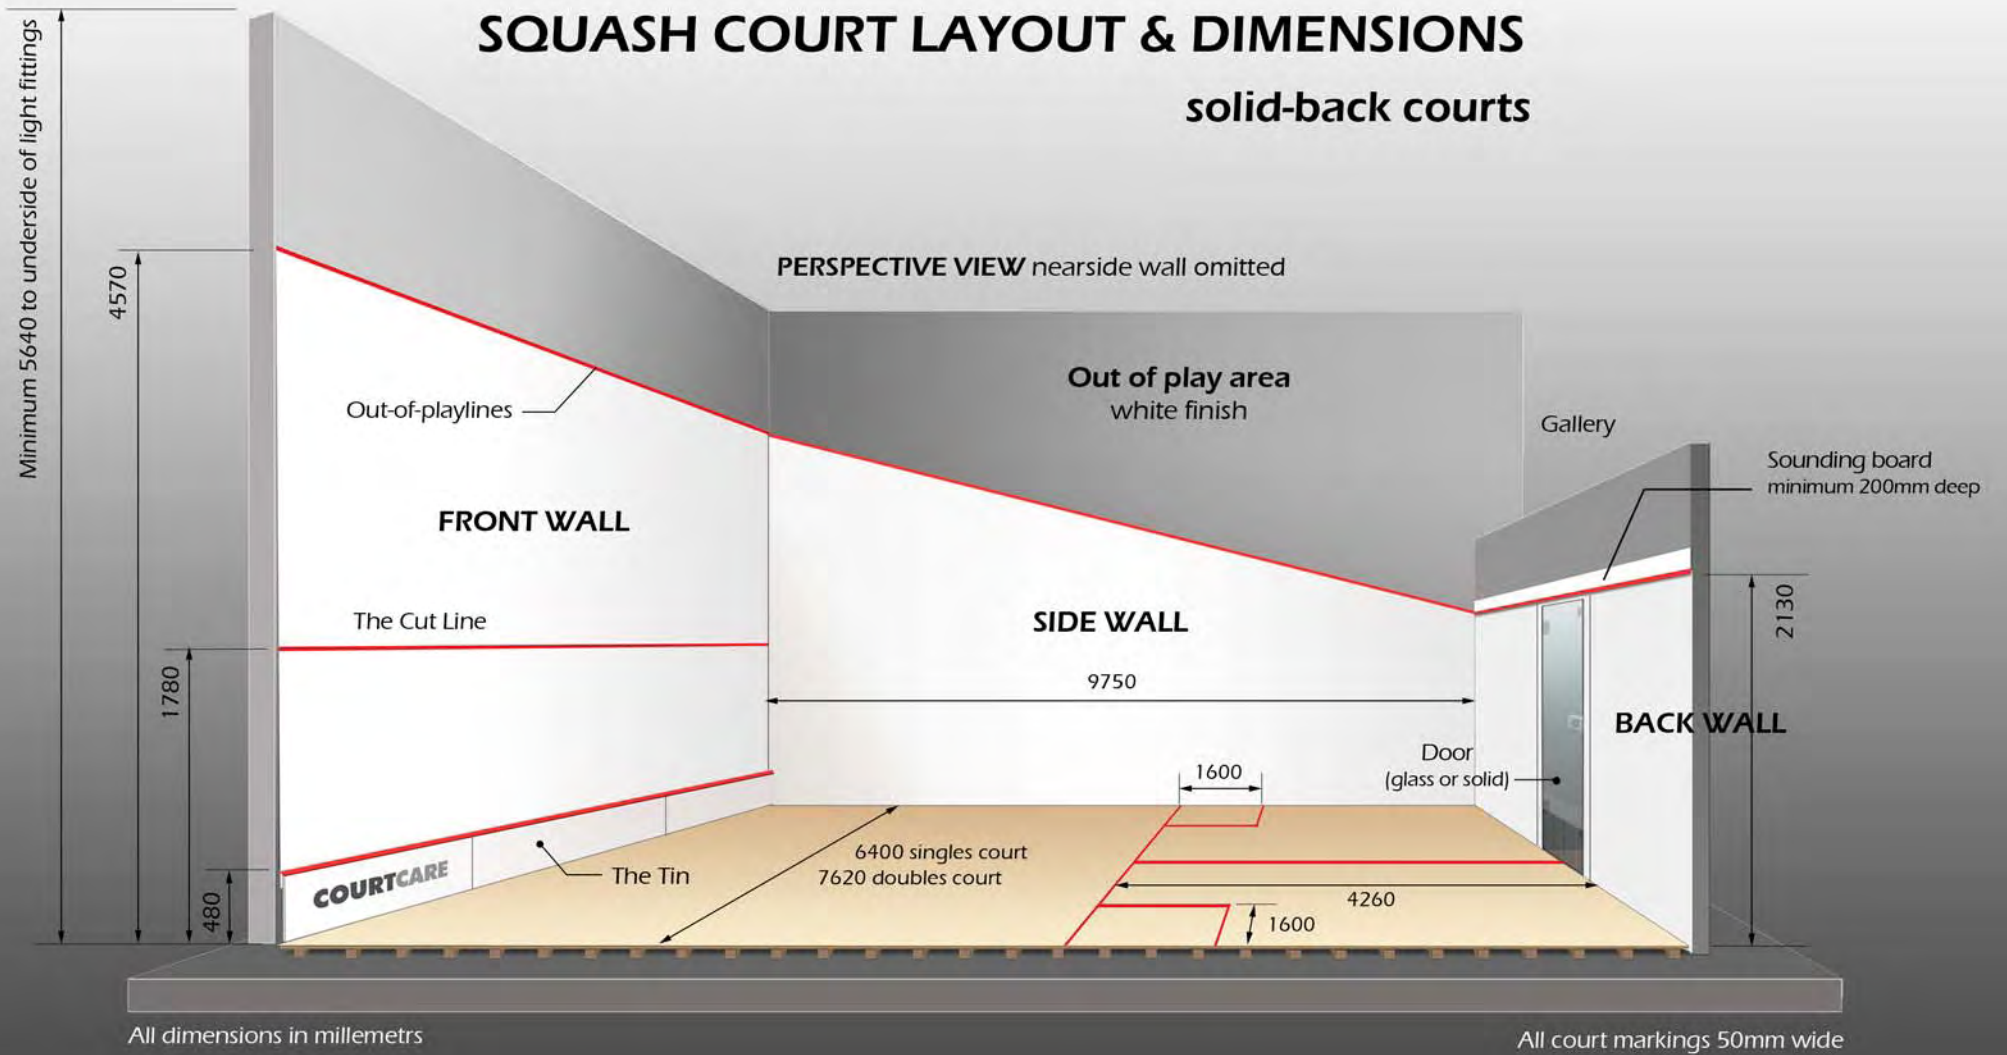 SQUASH COURT LAYOUT & DIMENSIONS
solid-back courts
Minimum 5640 to underside of light fittings
4570
PERSPECTIVE VIEW nearside wall omitted
Out-of-playlines
Out of play area
white finish
Gallery
Sounding board
minimum 200mm deep
FRONT WALL
The Cut Line
SIDE WALL
2130
1780
9750
BACK WALL
Door
(glass or solid)
1600
6400 singles court
7620 doubles court
The Tin
COURTCARE
480
4260
1600
All dimensions in millemetrs
All court markings 50mm wide